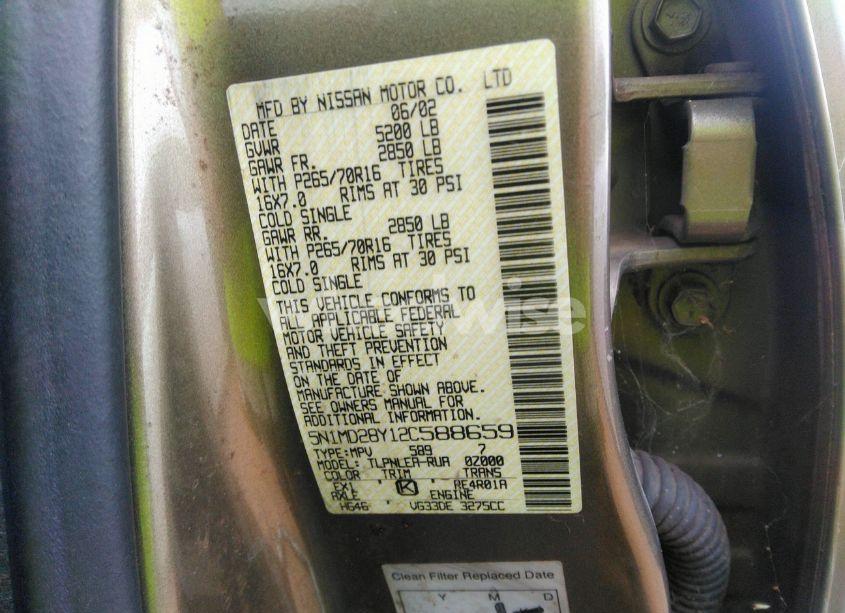 MFD BY NISSAN MOTOR CO. LTD
DATE 06/02
GVWR 5200 LB
GAWR FR. 2850 LB
WITH P265/70R16 TIRES
16X7.0 RIMS AT 30 PSI
COLD SINGLE
GAWR RR. 2850 LB
WITH P265/70R16 TIRES
16X7.0 RIMS AT 30 PSI
COLD SINGLE
THIS VEHICLE CONFORMS TO
ALL APPLICABLE FEDERAL
MOTOR VEHICLE SAFETY
AND THEFT PREVENTION
STANDARDS IN EFFECT
ON THE DATE OF
MANUFACTURE SHOWN ABOVE.
SEE OWNERS MANUAL FOR
ADDITIONAL INFORMATION.
5N1MD28Y12C588659
TYPE:MPV 589 7
MODEL: TLPNLEA-RUA 0Z000
COLOR TRIM TRANS
EX1 K RE4R01A
AXLE ENGINE
HG46 VG33DE 3275CC
Clean Filter Replaced Date
Y M D